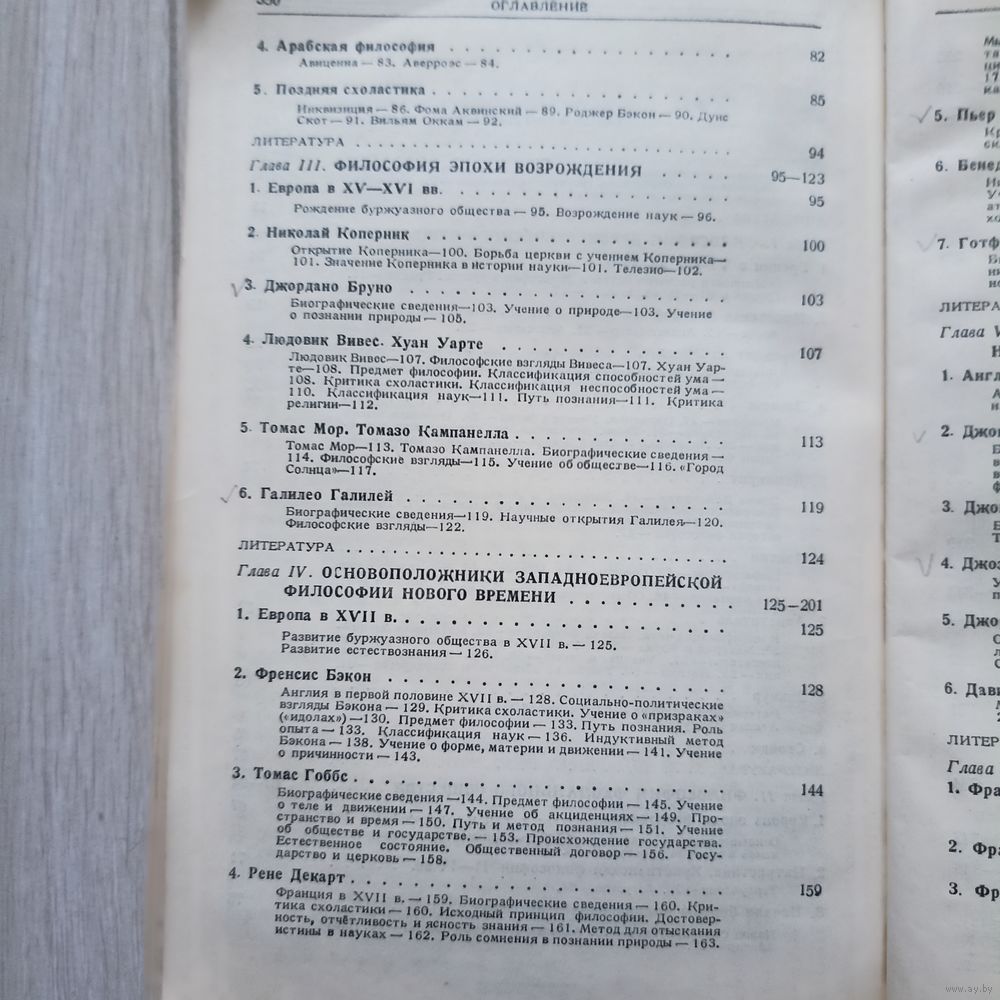 ОГЛАВЛЕНИЕ
4. Арабская философия . . . 82
Авиценна — 83. Аверроэс — 84.
5. Поздняя схоластика . . . 85
Инквизиция — 86. Фома Аквинский — 89. Роджер Бэкон — 90. Дунс
Скот — 91. Вильям Оккам — 92.
ЛИТЕРАТУРА . . . 94
Глава III. ФИЛОСОФИЯ ЭПОХИ ВОЗРОЖДЕНИЯ . . . 95—123
1. Европа в XV—XVI вв. . . . 95
Рождение буржуазного общества — 95. Возрождение наук — 96.
2. Николай Коперник . . . 100
Открытие Коперника—100. Борьба церкви с учением Коперника—
101. Значение Коперника в истории науки—101. Телезио—102.
3. Джордано Бруно . . . 103
Биографические сведения—103. Учение о природе—103. Учение
о познании природы — 105.
4. Людовик Вивес. Хуан Уарте . . . 107
Людовик Вивес—107. Философские взгляды Вивеса—107. Хуан Уар-
те—108. Предмет философии. Классификация способностей ума —
108. Критика схоластики. Классификация неспособностей ума —
110. Классификация наук—111. Путь познания—111. Критика
религии—112.
5. Томас Мор. Томазо Кампанелла . . . 113
Томас Мор—113. Томазо Кампанелла. Биографические сведения —
114. Философские взгляды—115. Учение об обществе—116. «Город
Солнца»—117.
6. Галилео Галилей . . . 119
Биографические сведения—119. Научные открытия Галилея—120.
Философские взгляды—122.
ЛИТЕРАТУРА . . . 124
Глава IV. ОСНОВОПОЛОЖНИКИ ЗАПАДНОЕВРОПЕЙСКОЙ
ФИЛОСОФИИ НОВОГО ВРЕМЕНИ . . . 125—201
1. Европа в XVII в. . . . 125
Развитие буржуазного общества в XVII в. — 125.
Развитие естествознания — 126.
2. Френсис Бэкон . . . 128
Англия в первой половине XVII в. — 128. Социально-политические
взгляды Бэкона — 129. Критика схоластики. Учение о «призраках»
(«идолах») —130. Предмет философии — 133. Путь познания. Роль
опыта — 133. Классификация наук — 136. Индуктивный метод
Бэкона — 138. Учение о форме, материи и движении — 141. Учение
о причинности — 143.
3. Томас Гоббс . . . 144
Биографические сведения —144. Предмет философии — 145. Учение
о теле и движении — 147. Учение об акциденциях — 149. Про-
странство и время — 150. Путь и метод познания — 151. Учение
об обществе и государстве. — 153. Происхождение государства.
Естественное состояние. Общественный договор — 156. Госу-
дарство и церковь — 158.
4. Рене Декарт . . . 159
Франция в XVII в. — 159. Биографические сведения — 160. Кри-
тика схоластики — 160. Исходный принцип философии. Достовер-
ность, отчётливость и ясность знания — 161. Метод для отыскания
истины в науках — 162. Роль сомнения в познании природы — 163.
5. Пьер
6.
7.
Глава
1.
2.
3.
4.
5.
6.
Глава
1.
2.
3.
www.ay.by